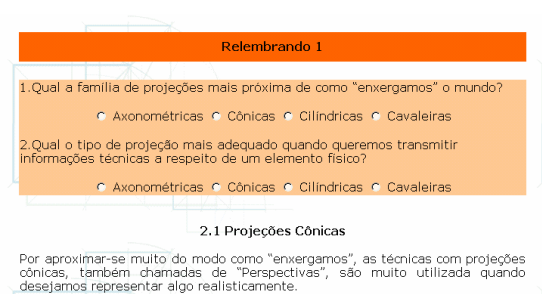 Relembrando 1
1.Qual a família de projeções mais próxima de como “enxergamos” o mundo?
Axonométricas Cônicas Cilíndricas Cavaleiras
2.Qual o tipo de projeção mais adequado quando queremos transmitir
informações técnicas a respeito de um elemento físico?
Axonométricas Cônicas Cilíndricas Cavaleiras
2.1 Projeções Cônicas
Por aproximar-se muito do modo como “enxergamos”, as técnicas com projeções
cônicas, também chamadas de “Perspectivas”, são muito utilizada quando
desejamos representar algo realisticamente.